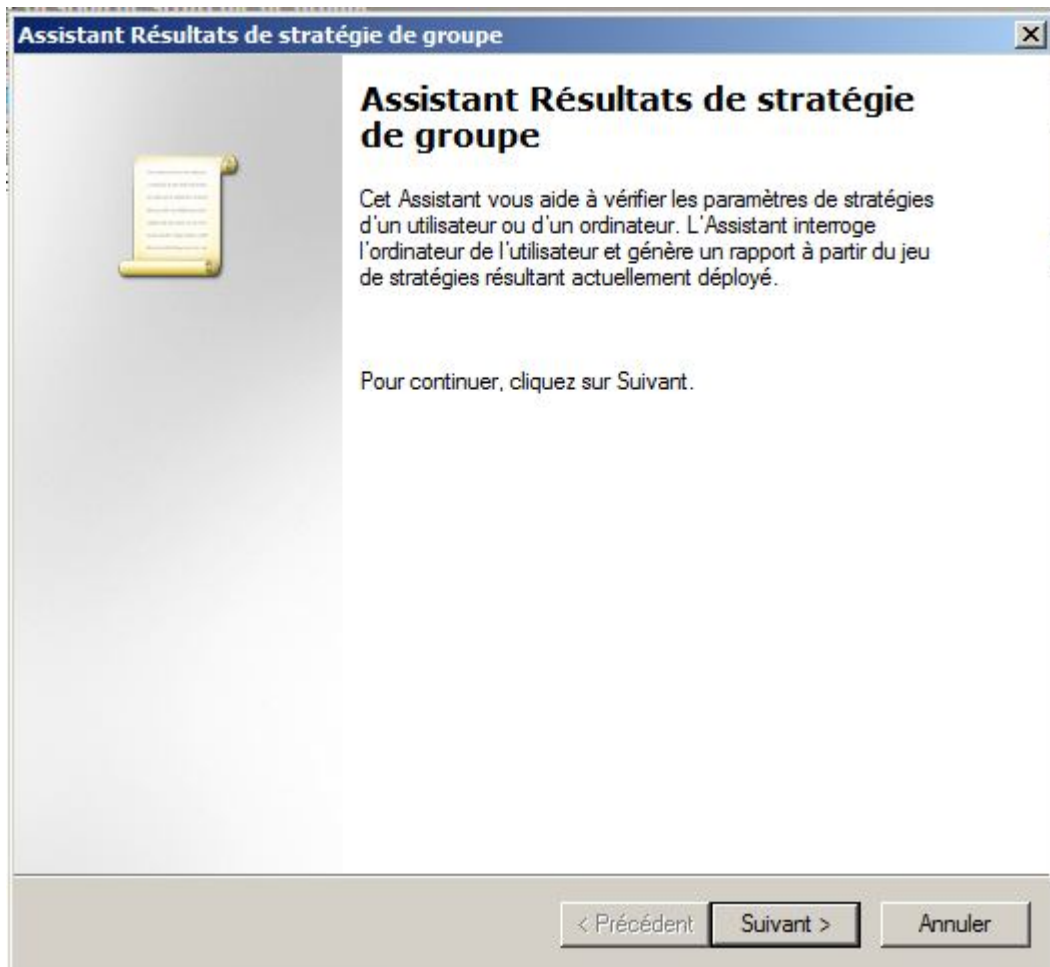 Assistant Résultats de stratégie de groupe
Assistant Résultats de stratégie
de groupe
Cet Assistant vous aide à vérifier les paramètres de stratégies
d'un utilisateur ou d'un ordinateur. L'Assistant interroge
l'ordinateur de l'utilisateur et génère un rapport à partir du jeu
de stratégies résultant actuellement déployé.
Pour continuer, cliquez sur Suivant.
< Précédent Suivant > Annuler